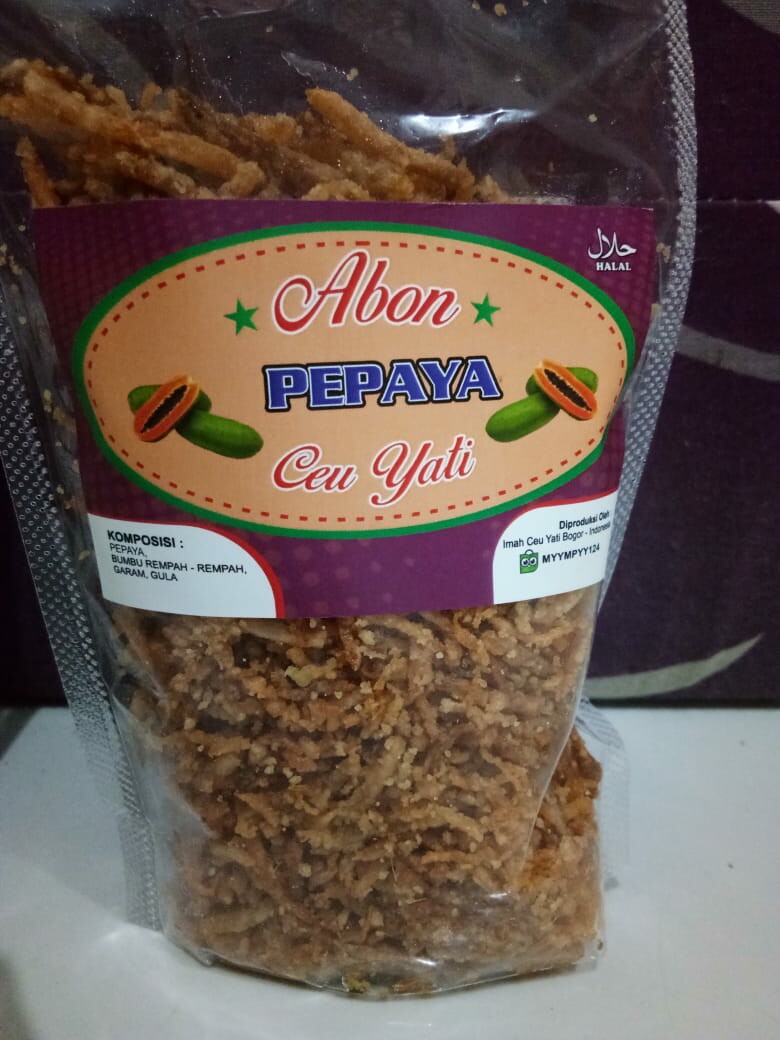 حلال
HALAL
Abon
PEPAYA
Ceu Yati
KOMPOSISI :
PEPAYA,
BUMBU REMPAH - REMPAH,
GARAM, GULA
Diproduksi Oleh
Imah Ceu Yati Bogor - Indonesia
MYYMPYY124